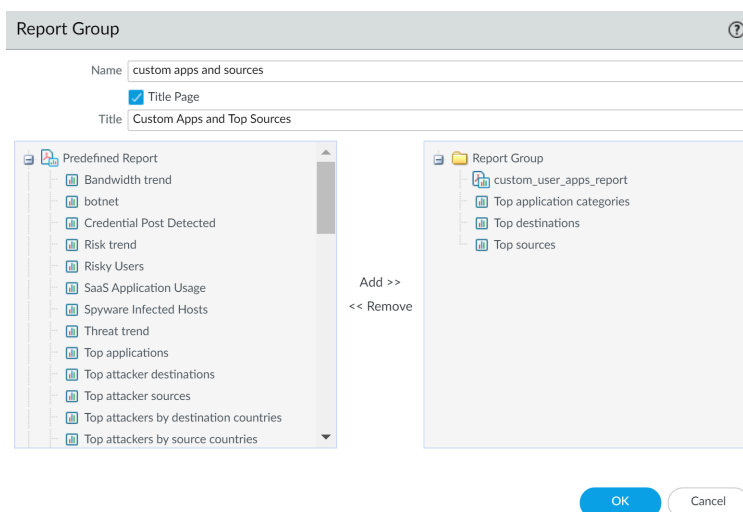 Report Group
?
Name custom apps and sources
Title Page
Title Custom Apps and Top Sources
Predefined Report
Bandwidth trend
botnet
Credential Post Detected
Risk trend
Risky Users
SaaS Application Usage
Spyware Infected Hosts
Threat trend
Top applications
Top attacker destinations
Top attacker sources
Top attackers by destination countries
Top attackers by source countries
Add >>
<< Remove
Report Group
custom_user_apps_report
Top application categories
Top destinations
Top sources
OK
Cancel